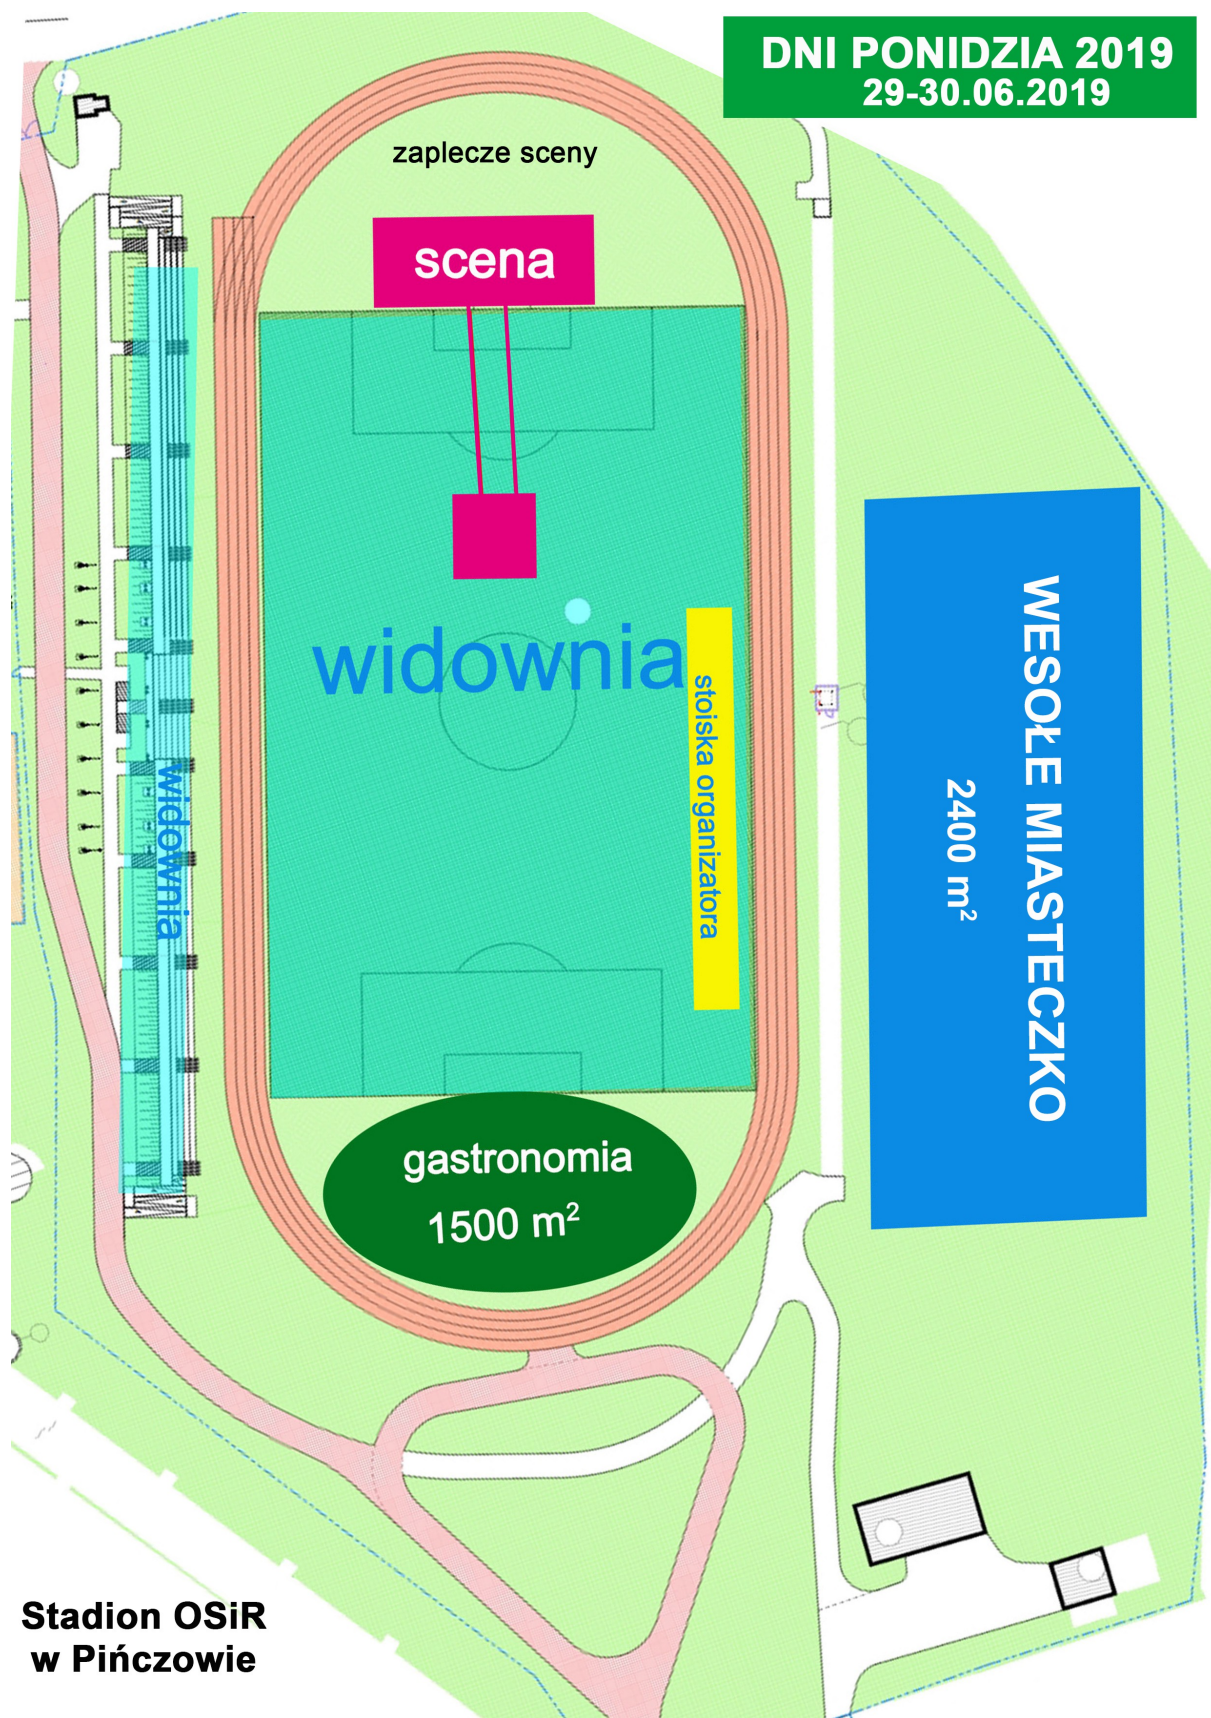 DNI PONIDZIA 2019
29-30.06.2019
zaplecze sceny
scena
widownia
stoiska organizatora
widownia
WESOŁE MIASTECZKO
2400 m²
gastronomia
1500 m²
Stadion OSiR
w Pińczowie